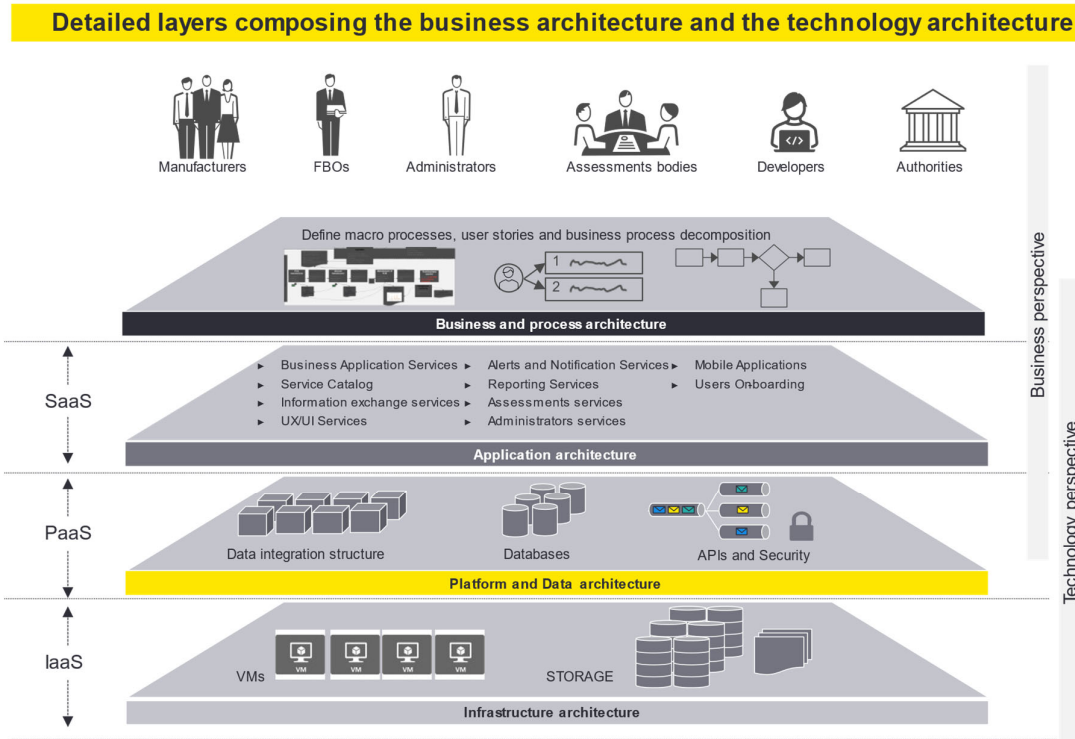 Detailed layers composing the business architecture and the technology architecture
Manufacturers
FBOs
Administrators
Assessments bodies
Developers
Authorities
Define macro processes, user stories and business process decomposition
1
2
Business and process architecture
Business perspective
Technology perspective
SaaS
► Business Application Services
► Service Catalog
► Information exchange services
► UX/UI Services
► Alerts and Notification Services
► Reporting Services
► Assessments services
► Administrators services
► Mobile Applications
► Users Onboarding
Application architecture
PaaS
Data integration structure
Databases
APIs and Security
Platform and Data architecture
IaaS
VMs
VM
VM
VM
VM
STORAGE
Infrastructure architecture